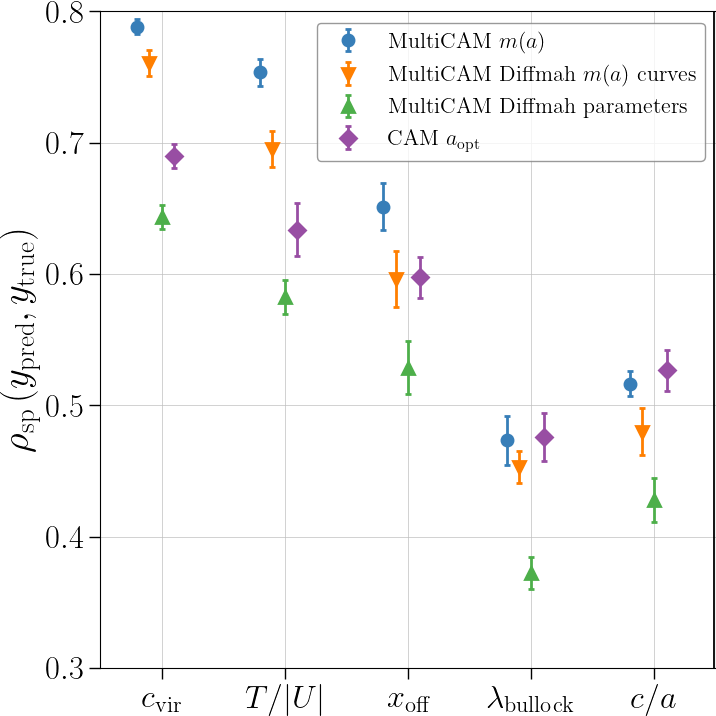 0.8
0.7
0.6
0.5
0.4
0.3
ρ_sp(y_pred, y_true)
MultiCAM m(a)
MultiCAM Diffmah m(a) curves
MultiCAM Diffmah parameters
CAM a_opt
c_vir
T/|U|
x_off
λ_bullock
c/a